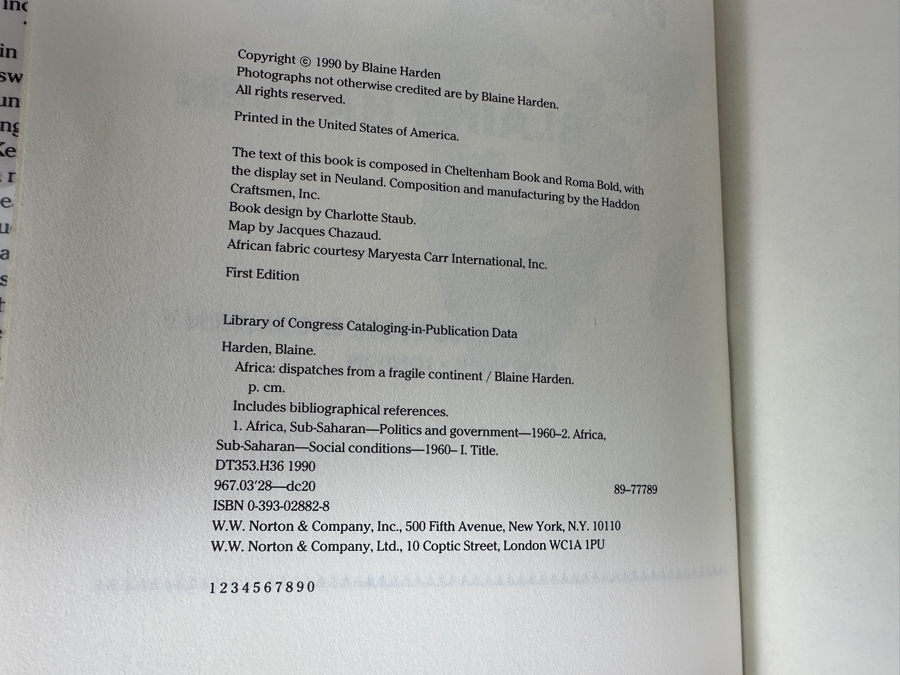 Copyright © 1990 by Blaine Harden
Photographs not otherwise credited are by Blaine Harden.
All rights reserved.
Printed in the United States of America.
The text of this book is composed in Cheltenham Book and Roma Bold, with
the display set in Neuland. Composition and manufacturing by the Haddon
Craftsmen, Inc.
Book design by Charlotte Staub.
Map by Jacques Chazaud.
African fabric courtesy Maryesta Carr International, Inc.
First Edition
Library of Congress Cataloging-in-Publication Data
Harden, Blaine.
Africa: dispatches from a fragile continent / Blaine Harden.
p. cm.
Includes bibliographical references.
1. Africa, Sub-Saharan—Politics and government—1960–2. Africa,
Sub-Saharan—Social conditions—1960– I. Title.
DT353.H36 1990
967.03'28—dc20 89–77789
ISBN 0-393-02882-8
W.W. Norton & Company, Inc., 500 Fifth Avenue, New York, N.Y. 10110
W.W. Norton & Company, Ltd., 10 Coptic Street, London WC1A 1PU
1 2 3 4 5 6 7 8 9 0